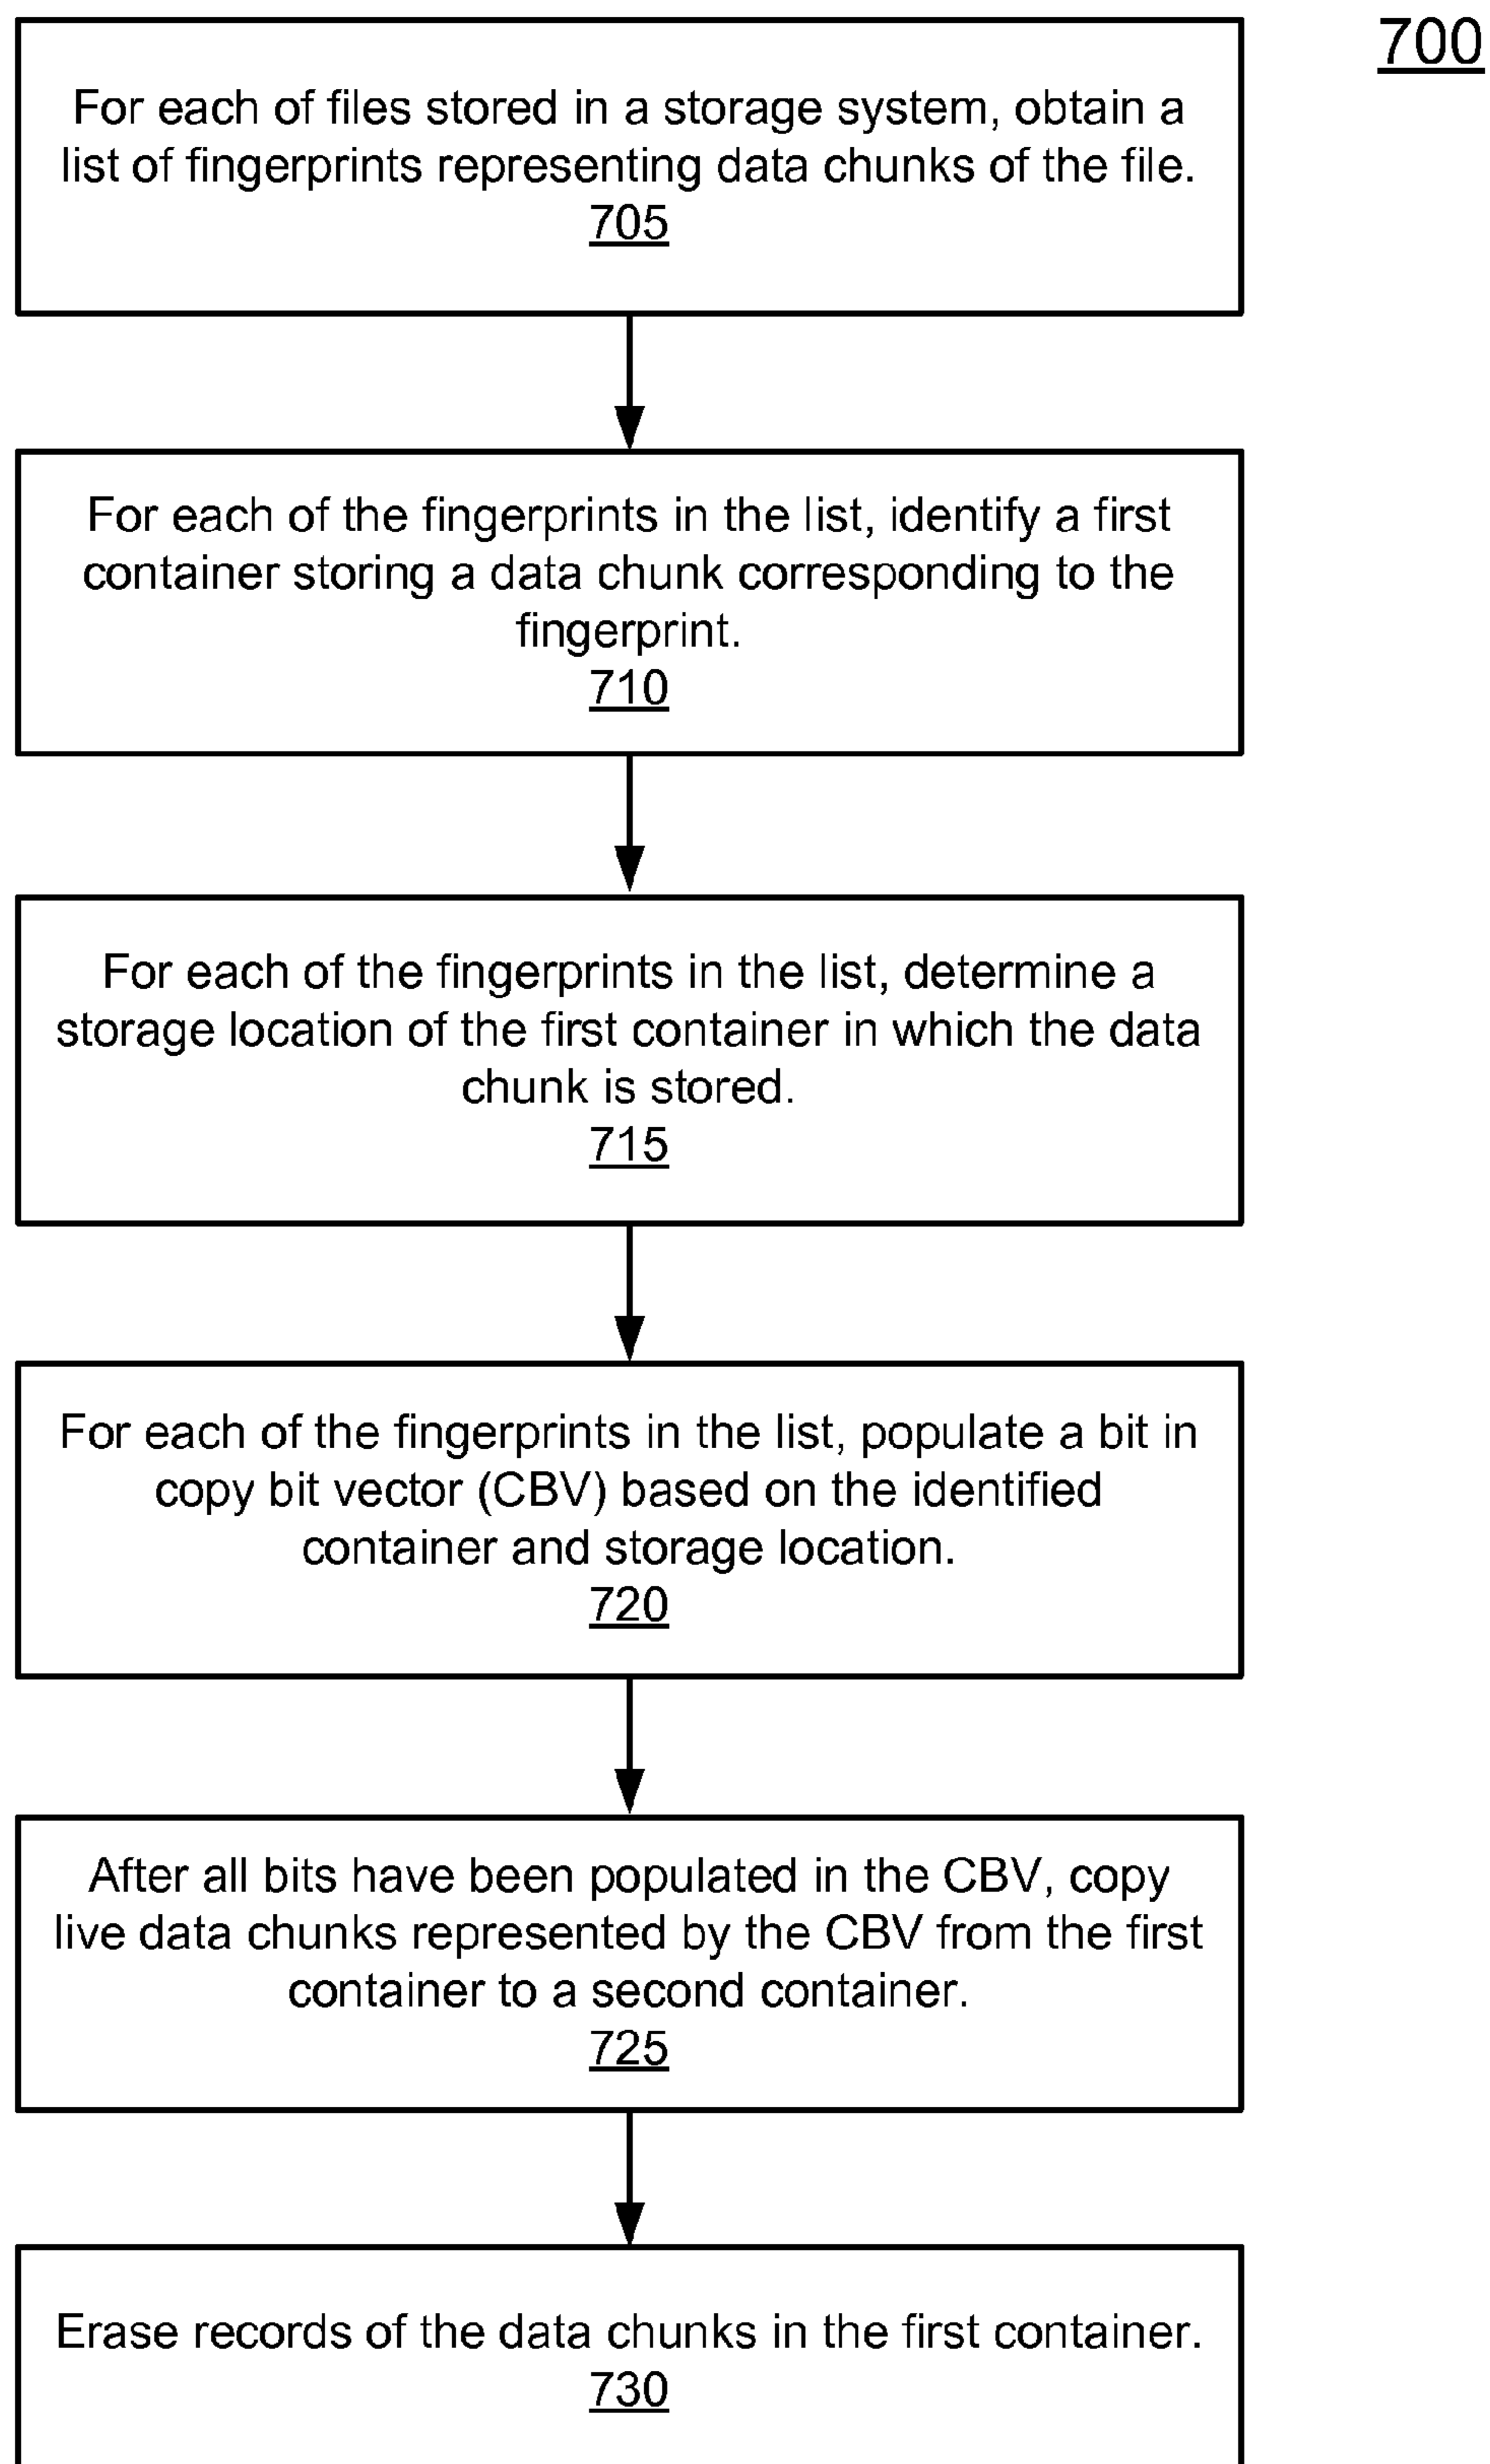 700
For each of files stored in a storage system, obtain a
list of fingerprints representing data chunks of the file.
705
For each of the fingerprints in the list, identify a first
container storing a data chunk corresponding to the
fingerprint.
710
For each of the fingerprints in the list, determine a
storage location of the first container in which the data
chunk is stored.
715
For each of the fingerprints in the list, populate a bit in
copy bit vector (CBV) based on the identified
container and storage location.
720
After all bits have been populated in the CBV, copy
live data chunks represented by the CBV from the first
container to a second container.
725
Erase records of the data chunks in the first container.
730